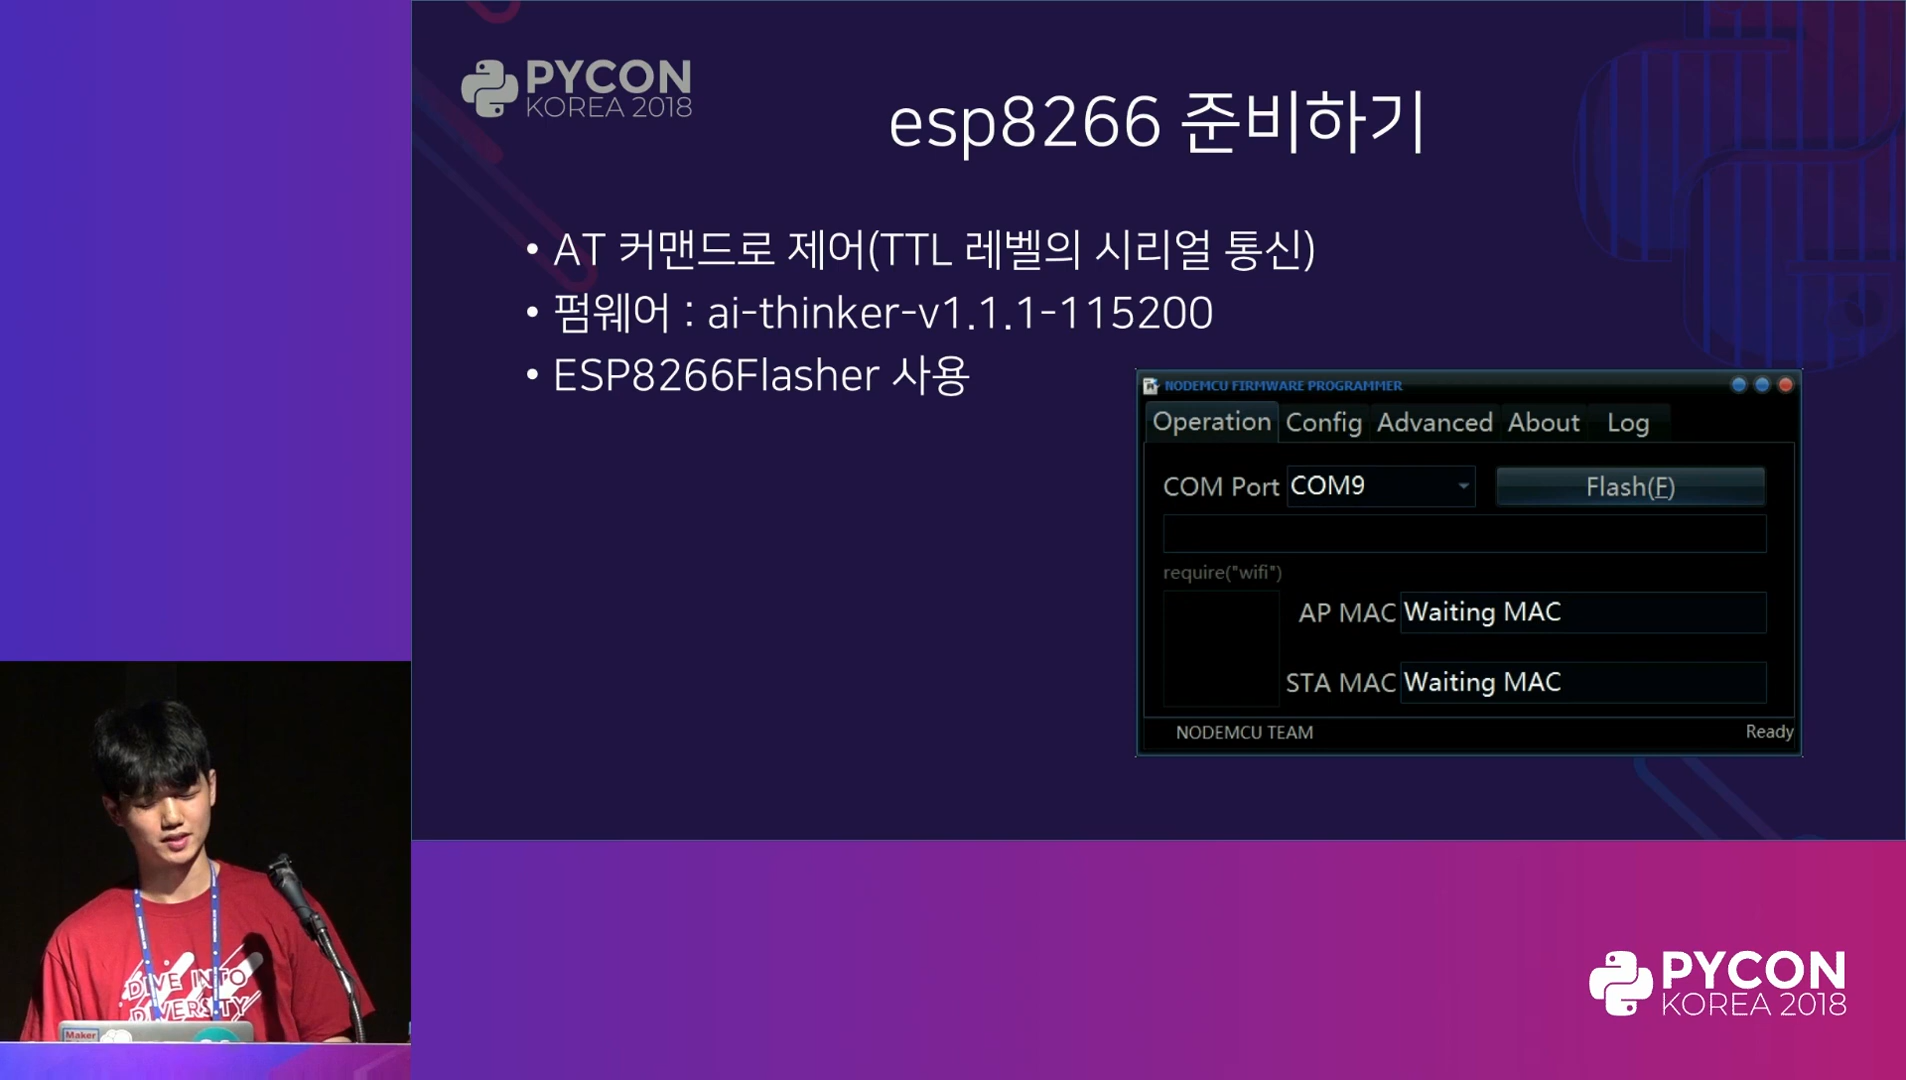 PYCON
KOREA 2018
esp8266 준비하기
• AT 커맨드로 제어(TTL 레벨의 시리얼 통신)
• 펌웨어 : ai-thinker-v1.1.1-115200
• ESP8266Flasher 사용
NODEMCU FIRMWARE PROGRAMMER
Operation Config Advanced About Log
COM Port COM9 Flash(F)
require("wifi")
AP MAC Waiting MAC
STA MAC Waiting MAC
NODEMCU TEAM Ready
DIVE INTO
DIVERSITY
Maker
PYCON
KOREA 2018